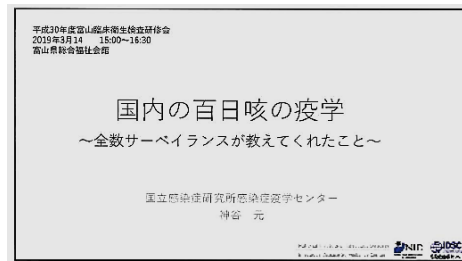 平成30年度富山臨床衛生検査研修会
2019年3月14 15:00~16:30
富山県総合福祉会館
国内の百日咳の疫学
~全数サーベイランスが教えてくれたこと~
国立感染症研究所感染症疫学センター
神谷 元
NIID